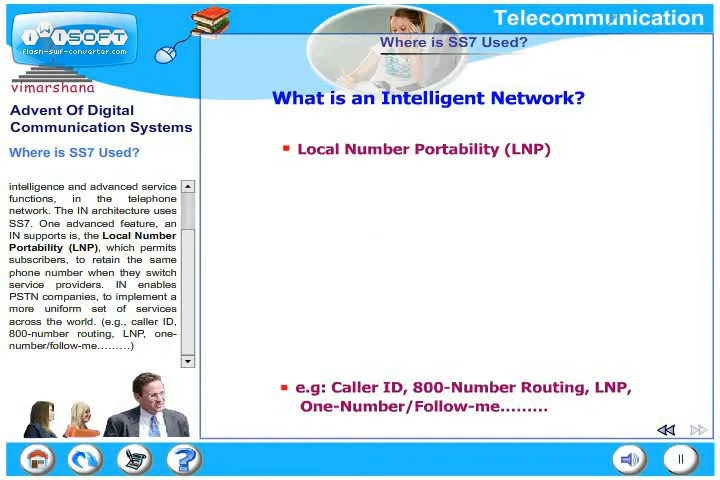 Telecommunication
iWiSOFT
flash-swf-converter.com
Where is SS7 Used?
vimarshana
Advent Of Digital
Communication Systems
Where is SS7 Used?
intelligence and advanced service
functions, in the telephone
network. The IN architecture uses
SS7. One advanced feature, an
IN supports is, the Local Number
Portability (LNP), which permits
subscribers, to retain the same
phone number when they switch
service providers. IN enables
PSTN companies, to implement a
more uniform set of services
across the world. (e.g., caller ID,
800-number routing, LNP, one-
number/follow-me.........)
What is an Intelligent Network?
Local Number Portability (LNP)
e.g: Caller ID, 800-Number Routing, LNP,
One-Number/Follow-me.........